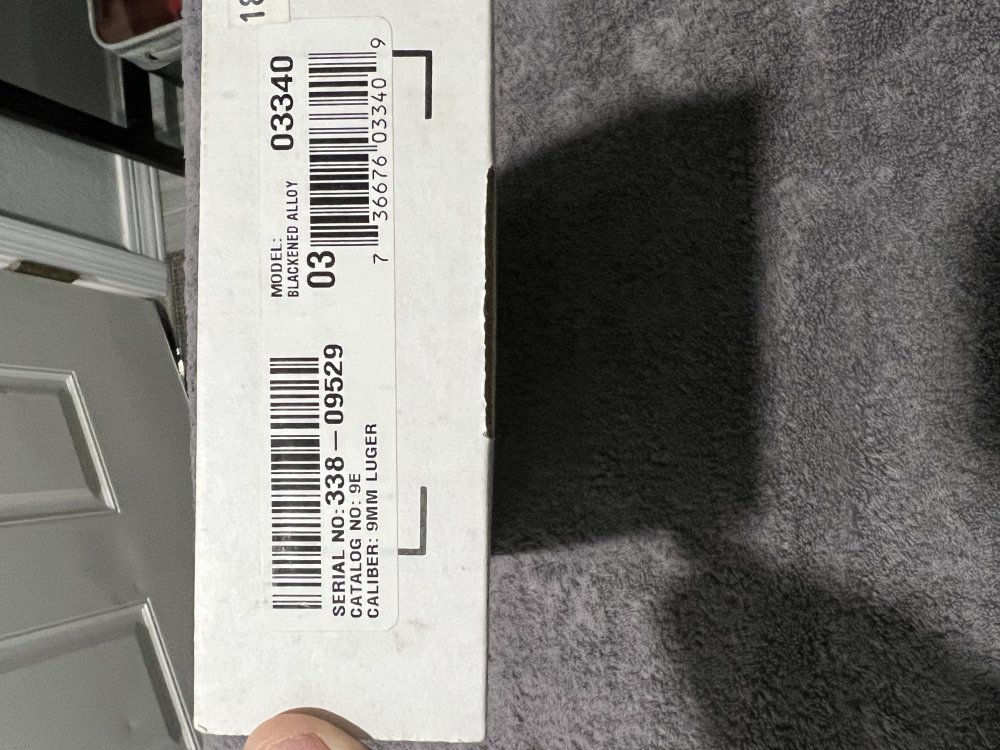 18
MODEL: 03340
BLACKENED ALLOY
03
7 36676 03340 9
SERIAL NO: 338-09529
CATALOG NO: 9E
CALIBER: 9MM LUGER